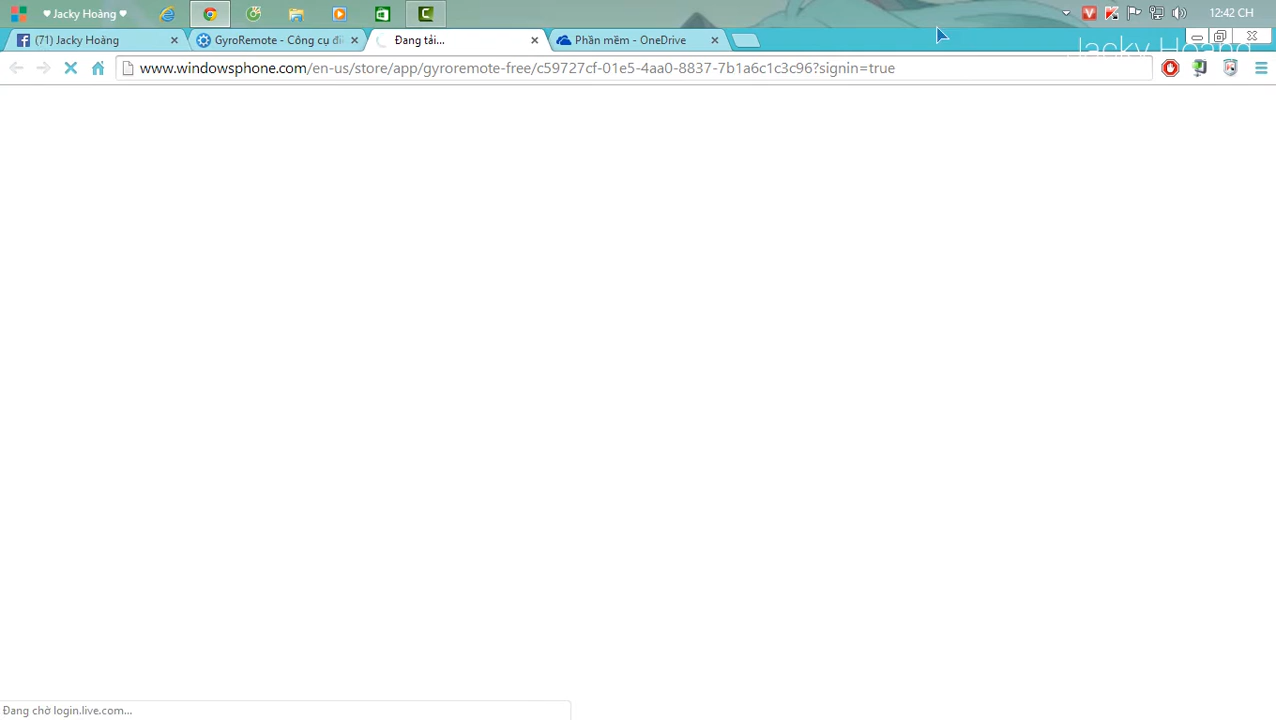 ♥ Jacky Hoàng ♥
12:42 CH
(71) Jacky Hoàng
GyroRemote - Công cụ đi
Đang tải...
Phần mềm - OneDrive
Jacky Hoàng
www.windowsphone.com/en-us/store/app/gyroremote-free/c59727cf-01e5-4aa0-8837-7b1a6c1c3c96?signin=true
Đang chờ login.live.com...